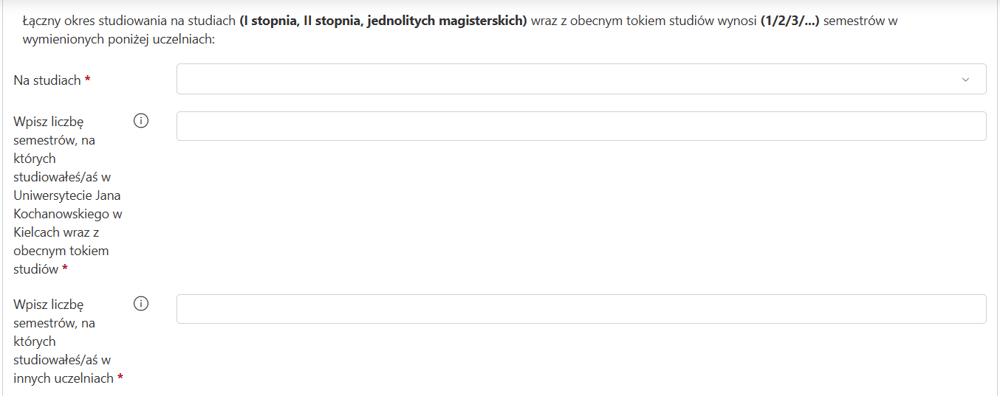 Łączny okres studiowania na studiach (I stopnia, II stopnia, jednolitych magisterskich) wraz z obecnym tokiem studiów wynosi (1/2/3/...) semestrów w
wymienionych poniżej uczelniach:
Na studiach *
Wpisz liczbę
semestrów, na
których
studiowałeś/aś w
Uniwersytecie Jana
Kochanowskiego w
Kielcach wraz z
obecnym tokiem
studiów *
Wpisz liczbę
semestrów, na
których
studiowałeś/aś w
innych uczelniach *